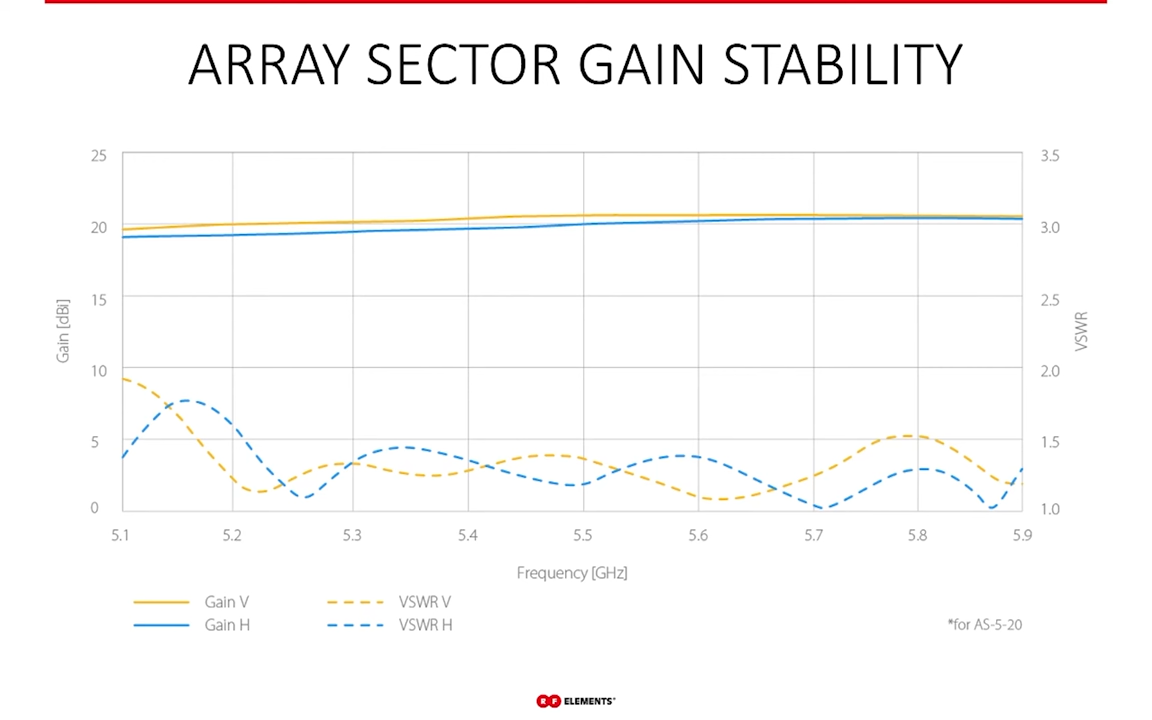 ARRAY SECTOR GAIN STABILITY
25
20
15
10
5
0
Gain [dBi]
3.5
3.0
2.5
2.0
1.5
1.0
VSWR
5.1 5.2 5.3 5.4 5.5 5.6 5.7 5.8 5.9
Frequency [GHz]
Gain V VSWR V
Gain H VSWR H
*for AS-5-20
RF ELEMENTS